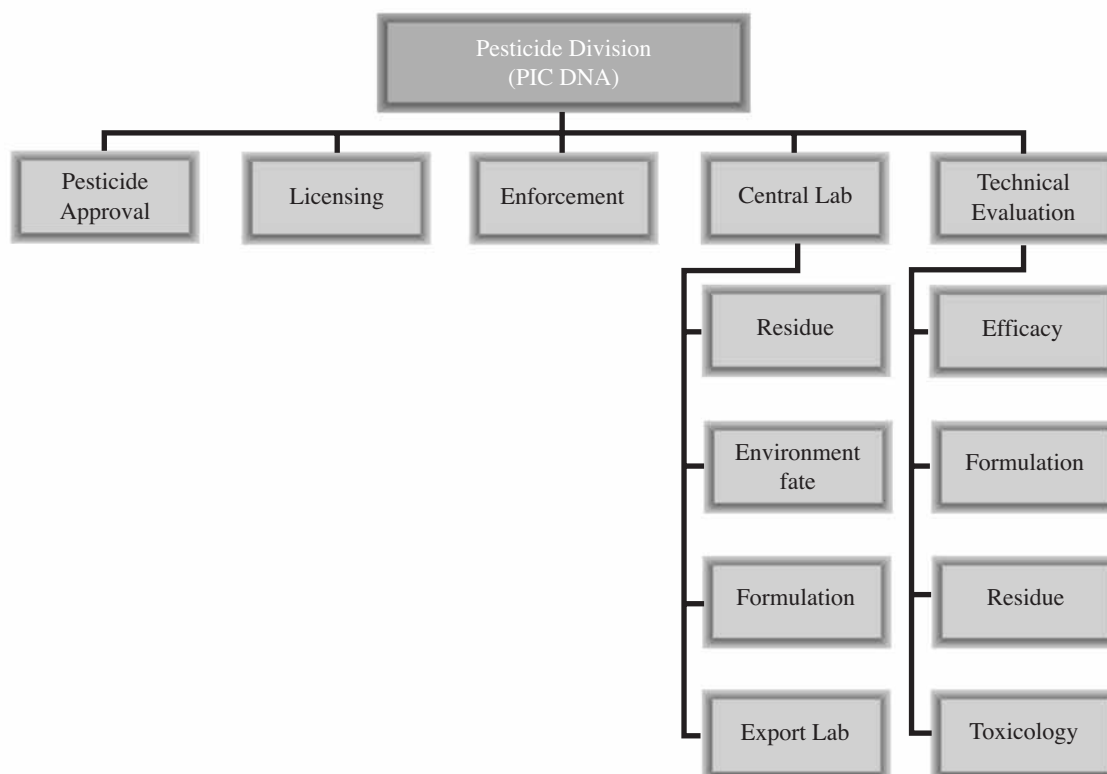 Pesticide Division
(PIC DNA)
Pesticide
Approval
Licensing
Enforcement
Central Lab
Technical
Evaluation
Residue
Environment
fate
Formulation
Export Lab
Efficacy
Formulation
Residue
Toxicology